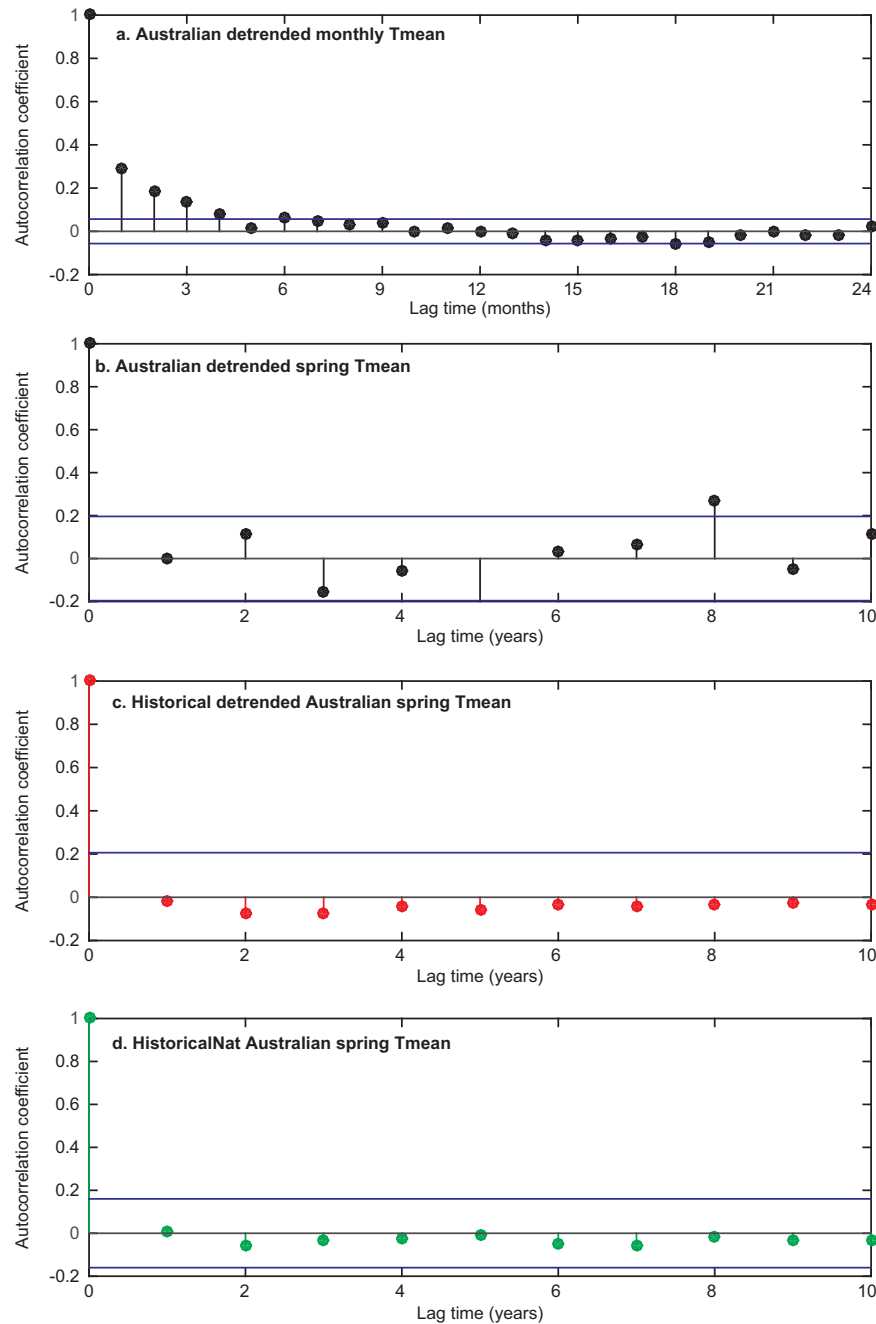 1
a. Australian detrended monthly Tmean
0.8
0.6
0.4
0.2
0
-0.2
Autocorrelation coefficient
0 3 6 9 12 15 18 21 24
Lag time (months)
1
b. Australian detrended spring Tmean
0.8
0.6
0.4
0.2
0
-0.2
Autocorrelation coefficient
0 2 4 6 8 10
Lag time (years)
1
c. Historical detrended Australian spring Tmean
0.8
0.6
0.4
0.2
0
-0.2
Autocorrelation coefficient
0 2 4 6 8 10
Lag time (years)
1
d. HistoricalNat Australian spring Tmean
0.8
0.6
0.4
0.2
0
-0.2
Autocorrelation coefficient
0 2 4 6 8 10
Lag time (years)